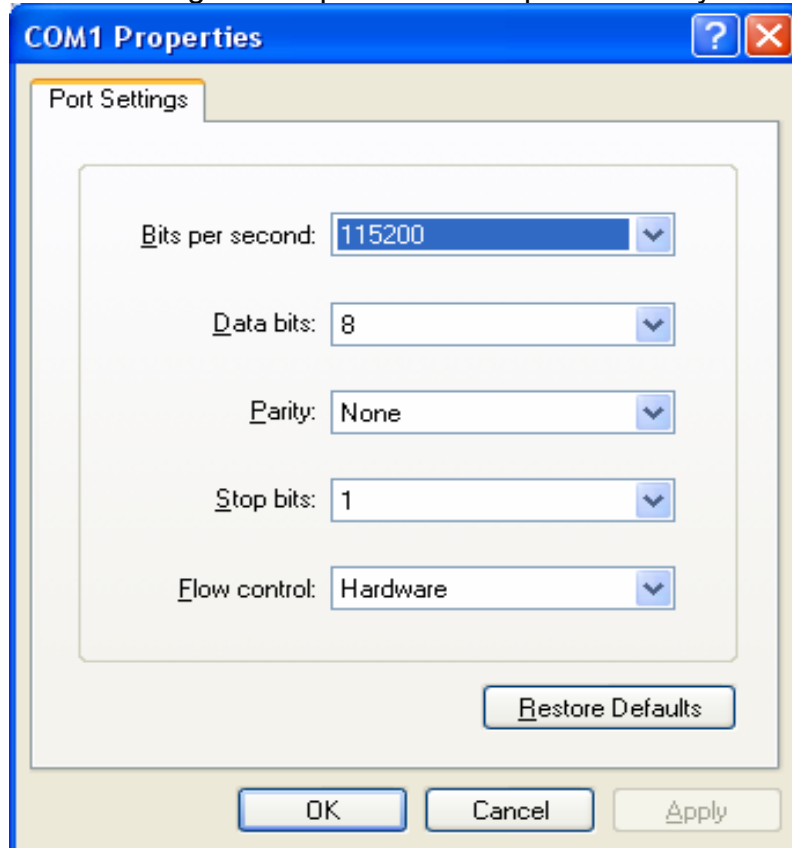 COM1 Properties
Port Settings
Bits per second: 115200
Data bits: 8
Parity: None
Stop bits: 1
Flow control: Hardware
Restore Defaults
OK Cancel Apply